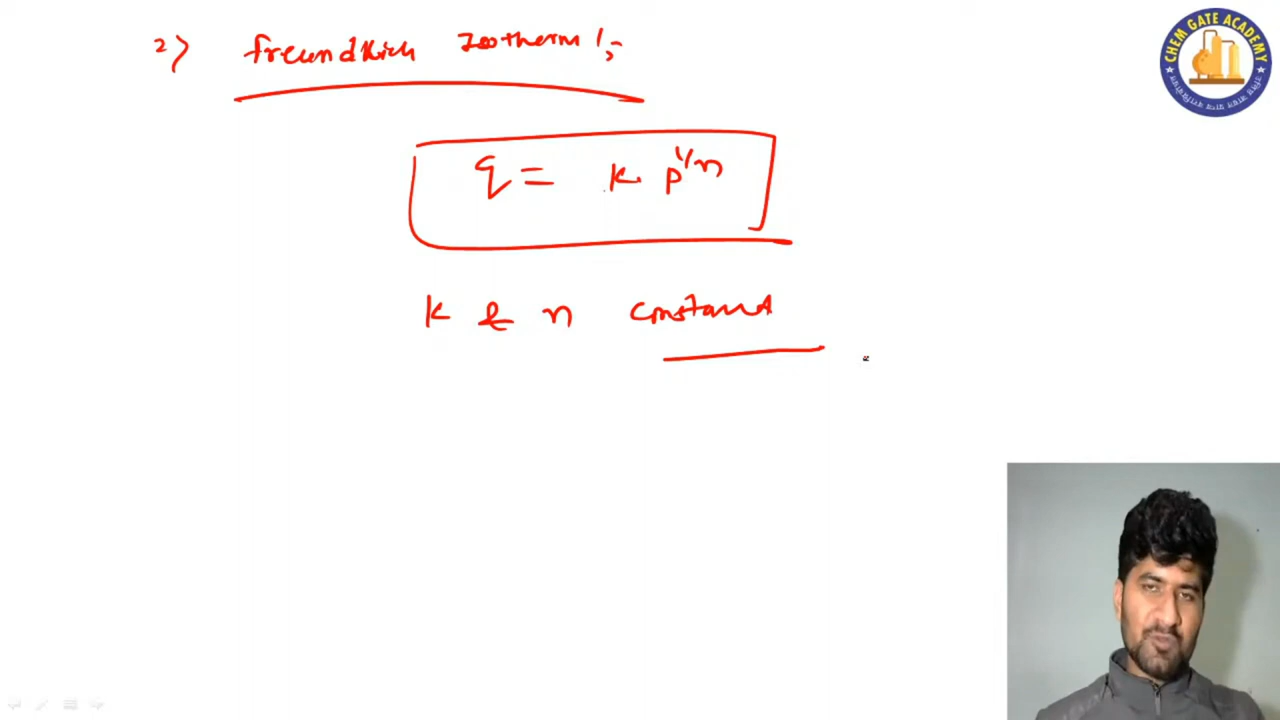 2) freundlich Isotherm :-
CHEM GATE ACADEMY
q = k. p^1/n
k & n constant